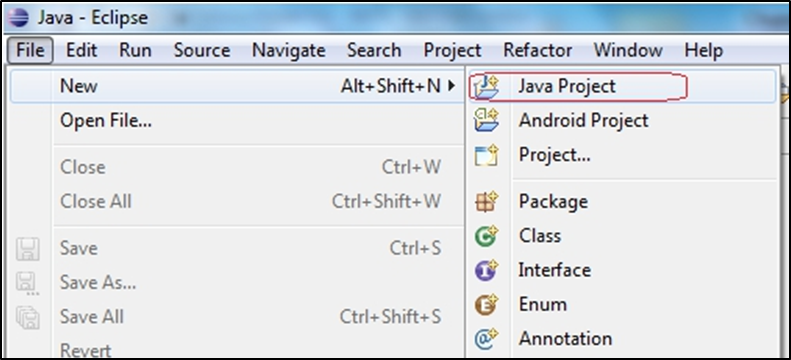 Java - Eclipse
File Edit Run Source Navigate Search Project Refactor Window Help
New Alt+Shift+N
Open File...
Close Ctrl+W
Close All Ctrl+Shift+W
Save Ctrl+S
Save As...
Save All Ctrl+Shift+S
Revert
Java Project
Android Project
Project...
Package
Class
Interface
Enum
Annotation